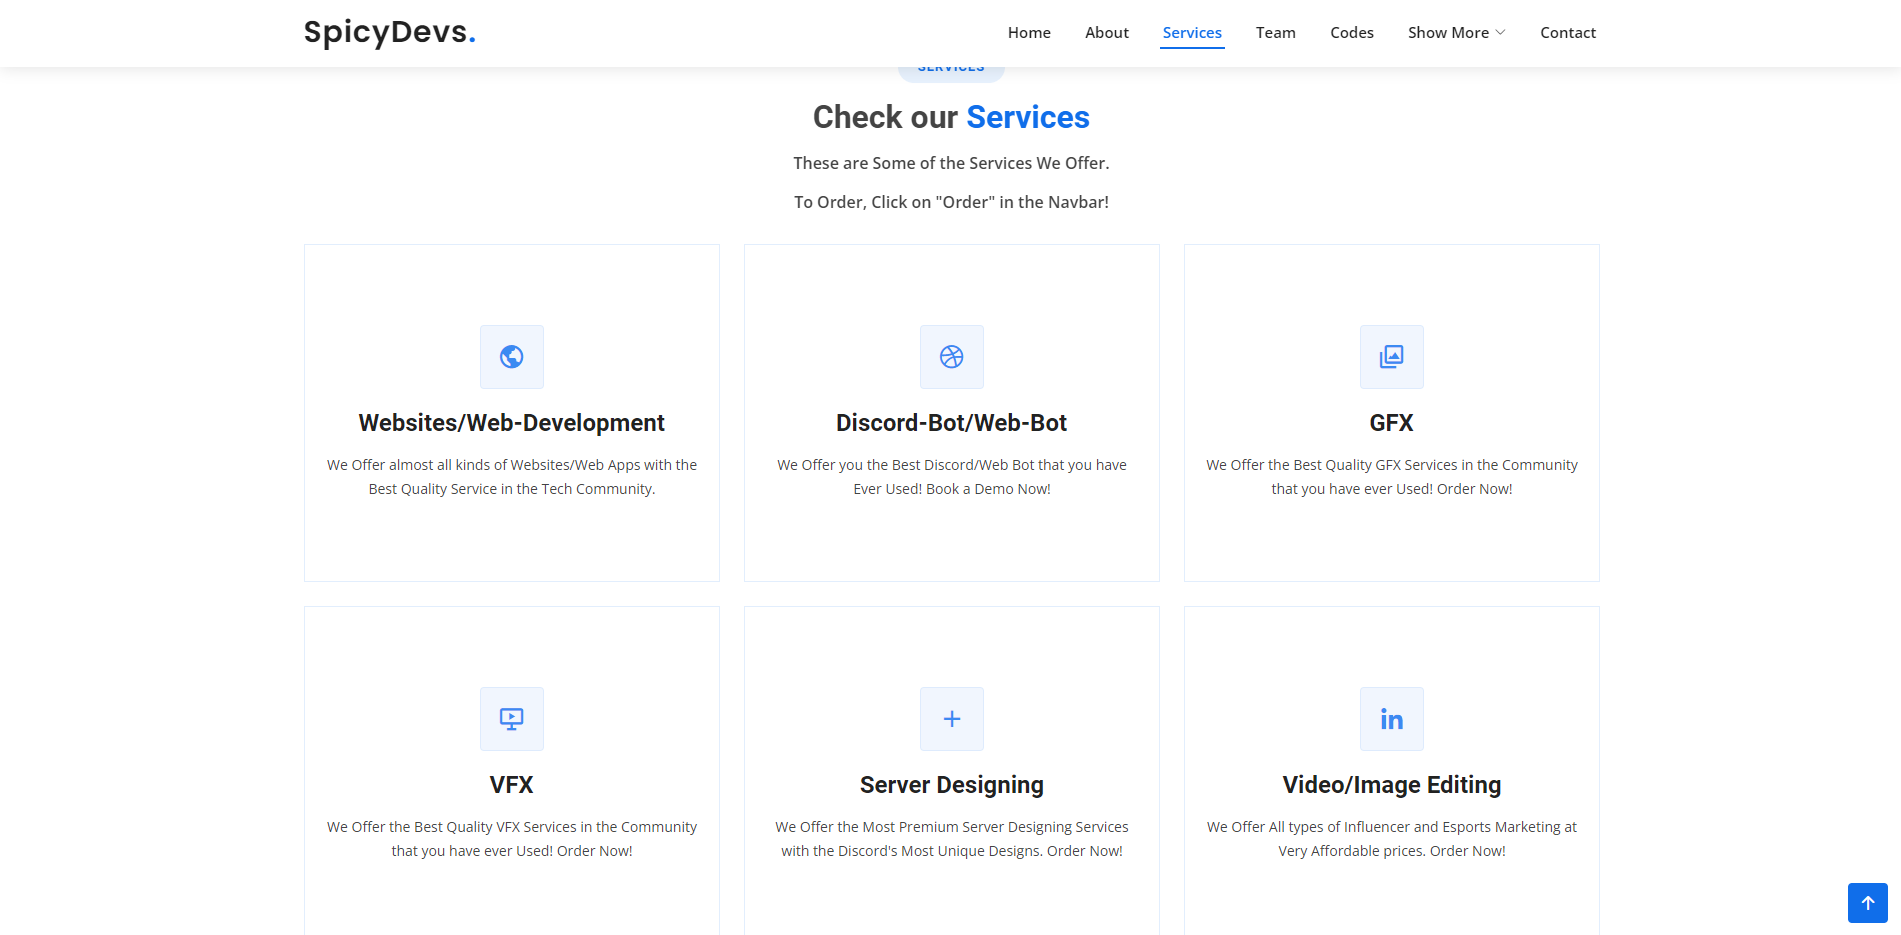 SpicyDevs.
Home About Services Team Codes Show More Contact
SERVICES
Check our Services
These are Some of the Services We Offer.
To Order, Click on "Order" in the Navbar!
Websites/Web-Development
We Offer almost all kinds of Websites/Web Apps with the
Best Quality Service in the Tech Community.
Discord-Bot/Web-Bot
We Offer you the Best Discord/Web Bot that you have
Ever Used! Book a Demo Now!
GFX
We Offer the Best Quality GFX Services in the Community
that you have ever Used! Order Now!
VFX
We Offer the Best Quality VFX Services in the Community
that you have ever Used! Order Now!
Server Designing
We Offer the Most Premium Server Designing Services
with the Discord's Most Unique Designs. Order Now!
in
Video/Image Editing
We Offer All types of Influencer and Esports Marketing at
Very Affordable prices. Order Now!